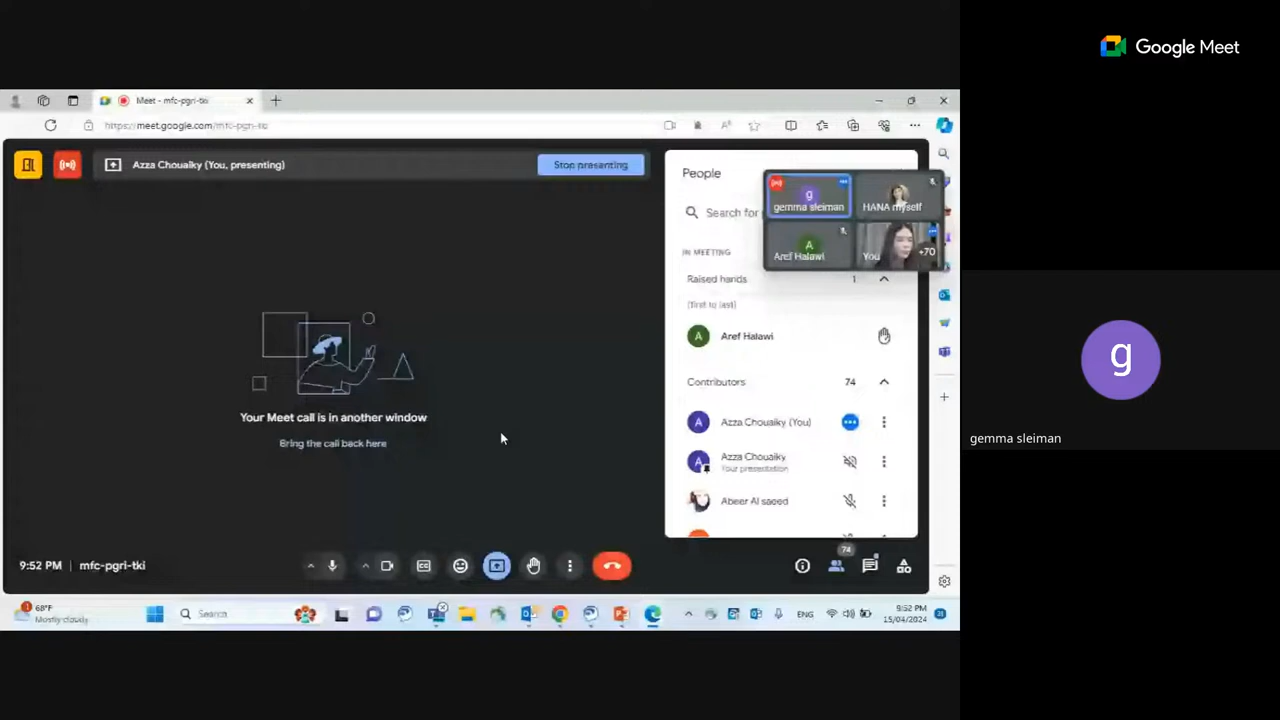 Google Meet
Meet - mfc-pgri-tki
https://meet.google.com/mfc-pgri-tki
Azza Chouaiky (You, presenting)
Stop presenting
People
Search for
g
gemma sleiman
HANA myself
A
Aref Halawi
You
+70
IN MEETING
Raised hands
1
(first to last)
A
Aref Halawi
Contributors
74
A
Azza Chouaiky (You)
A
Azza Chouaiky
Your presentation
Abeer Al saeed
Your Meet call is in another window
Bring the call back here
g
gemma sleiman
9:52 PM | mfc-pgri-tki
74
68°F
Mostly cloudy
Search
ENG
9:52 PM
15/04/2024